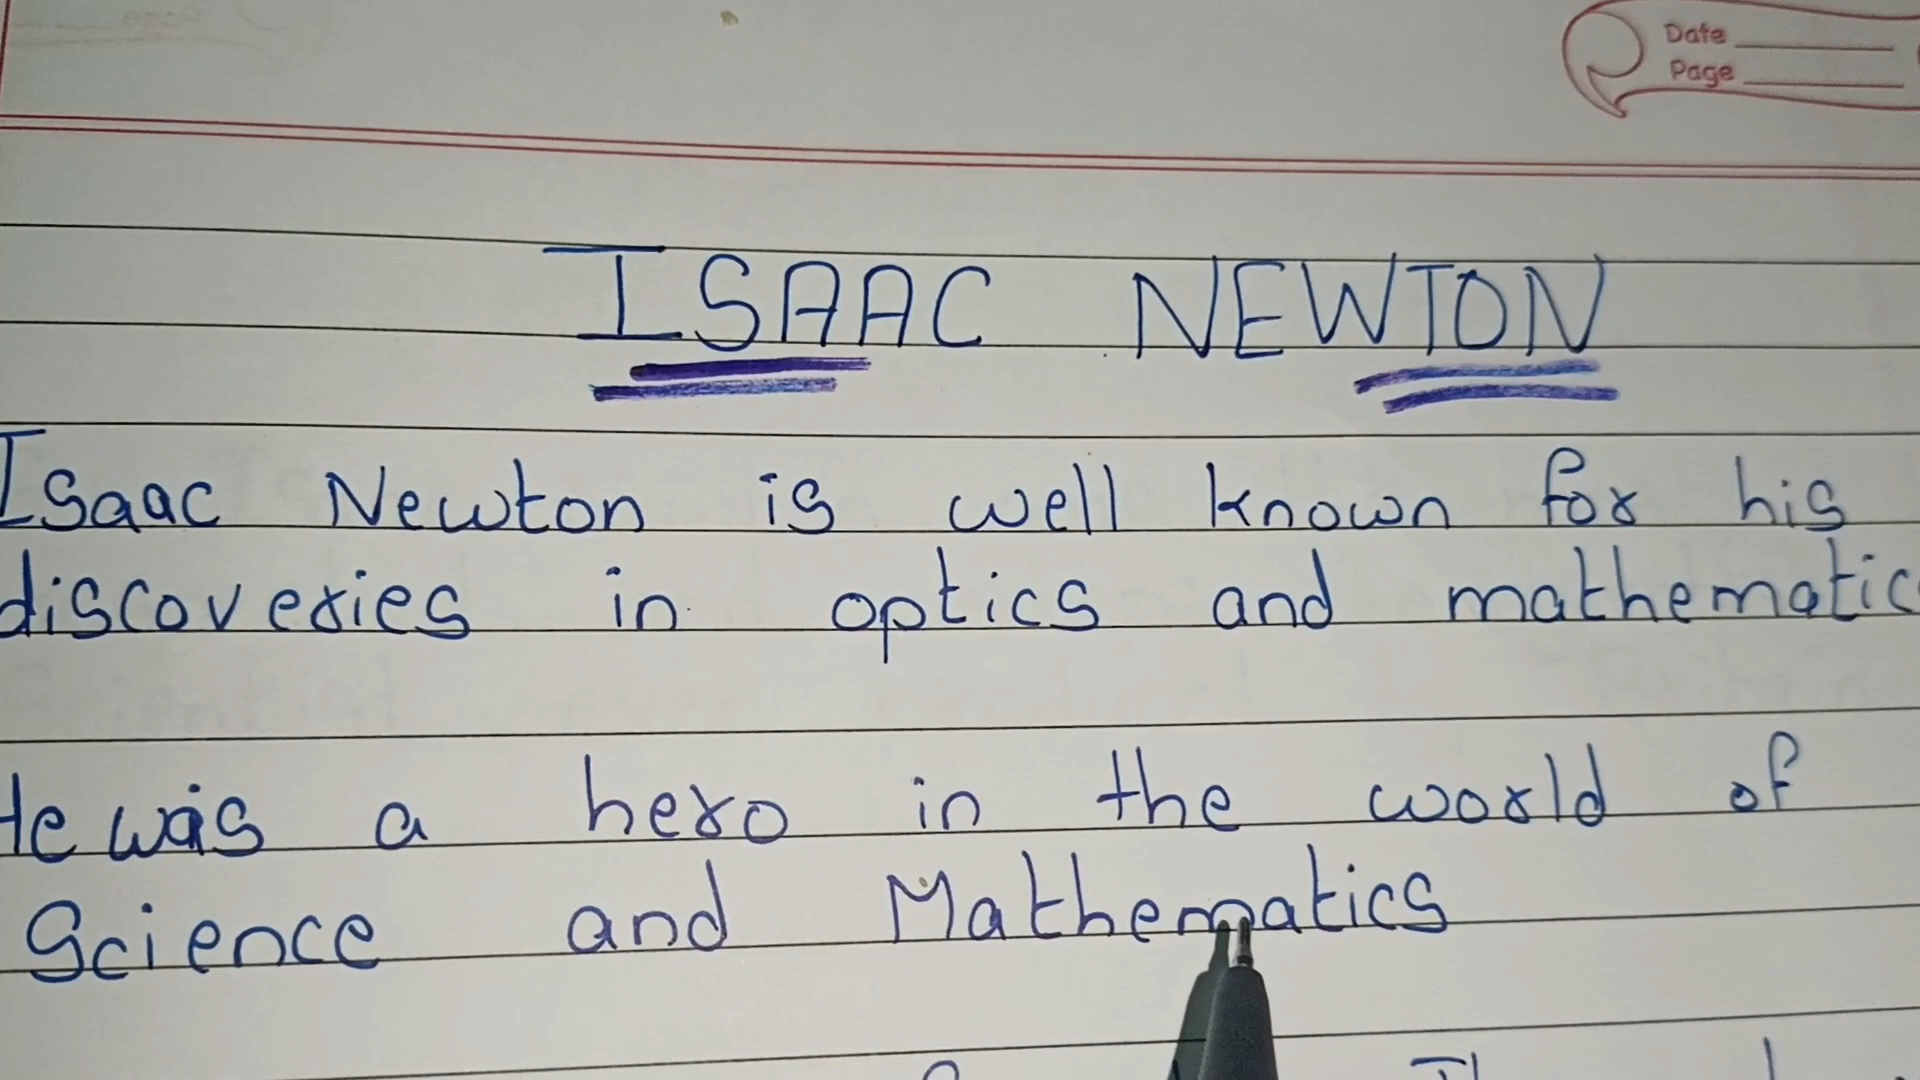 Date
Page
ISAAC NEWTON
Isaac Newton is well known for his
discoveries in optics and mathematic
He was a hero in the world of
Science and Mathematics